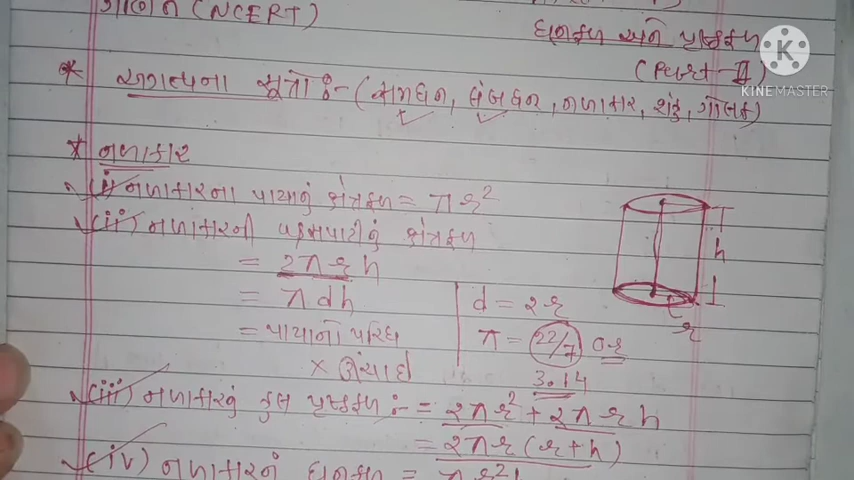 ગણિત (NCERT)
ઘનફળ અને પૃષ્ઠફળ
(Part-II)
KINEMASTER
* અગત્યના સૂત્રો :- (સમઘન, લંબઘન, નળાકાર, શંકુ, ગોલક)
* નળાકાર
(i) નળાકારના પાયાનું ક્ષેત્રફળ = πr²
(ii) નળાકારની વક્રસપાટીનું ક્ષેત્રફળ
= 2πrh
= πdh
= પાયાનો પરિઘ
× ઊંચાઈ
d = 2r
π = 22/7 or
3.14
h
r
(iii) નળાકારનું કુલ પૃષ્ઠફળ :- = 2πr² + 2πrh
= 2πr(r+h)
(iv) નળાકારનું ઘનફળ = πr²h